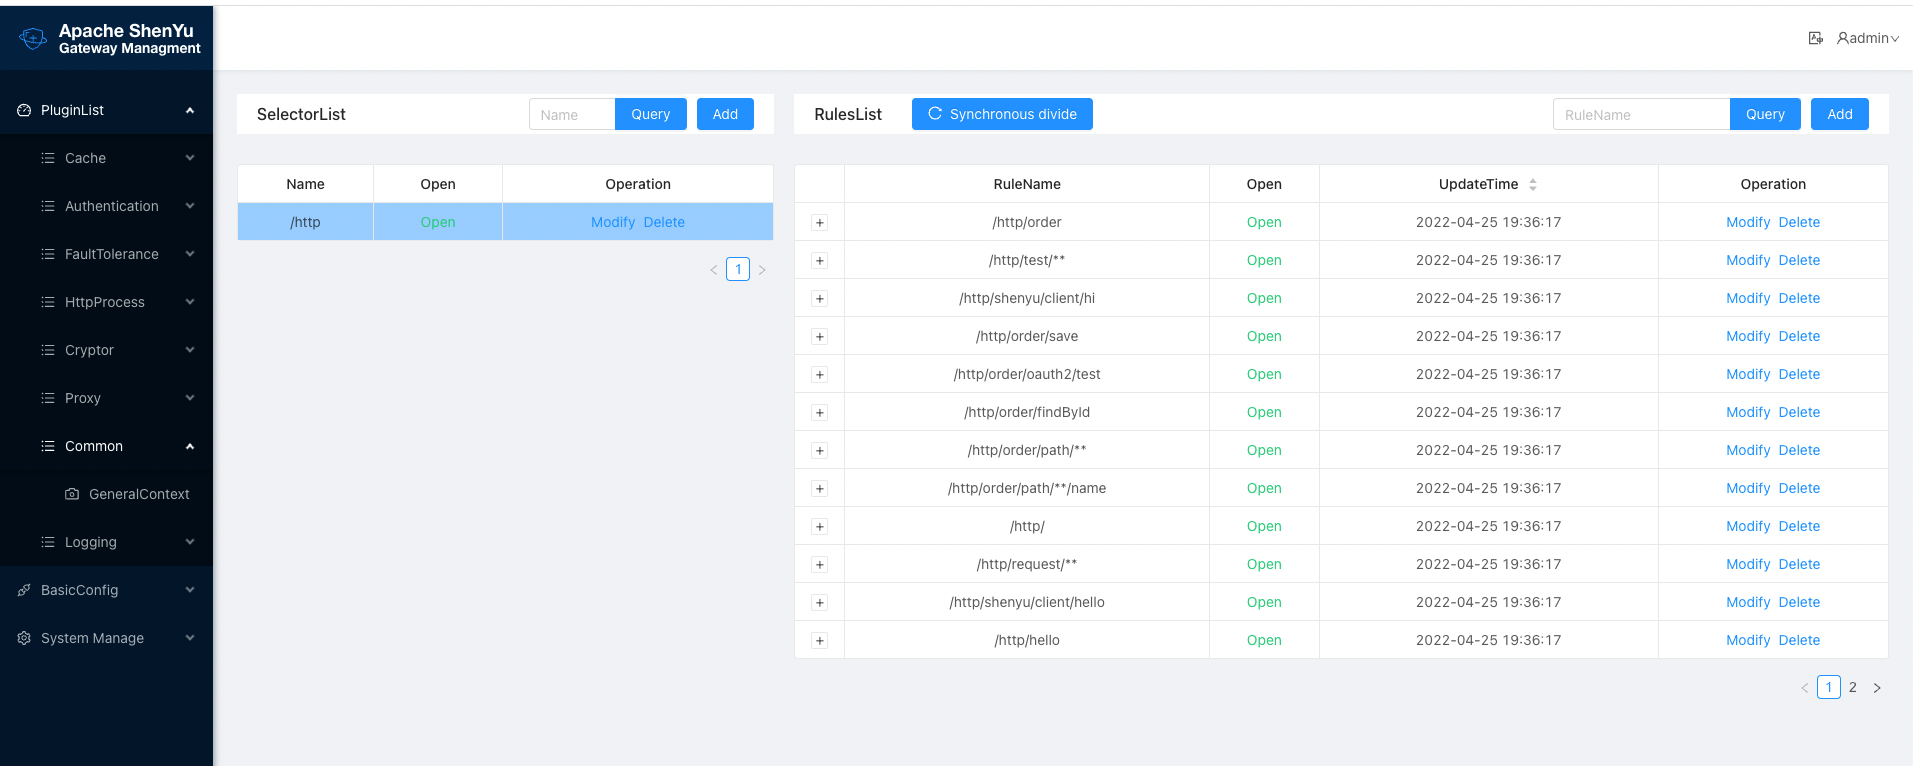 Apache ShenYu
Gateway Managment
admin
PluginList
Cache
Authentication
FaultTolerance
HttpProcess
Cryptor
Proxy
Common
GeneralContext
Logging
BasicConfig
System Manage
SelectorList Name Query Add
Name Open Operation
/http Open Modify Delete
1
RulesList Synchronous divide RuleName Query Add
RuleName Open UpdateTime Operation
/http/order Open 2022-04-25 19:36:17 Modify Delete
/http/test/** Open 2022-04-25 19:36:17 Modify Delete
/http/shenyu/client/hi Open 2022-04-25 19:36:17 Modify Delete
/http/order/save Open 2022-04-25 19:36:17 Modify Delete
/http/order/oauth2/test Open 2022-04-25 19:36:17 Modify Delete
/http/order/findById Open 2022-04-25 19:36:17 Modify Delete
/http/order/path/** Open 2022-04-25 19:36:17 Modify Delete
/http/order/path/**/name Open 2022-04-25 19:36:17 Modify Delete
/http/ Open 2022-04-25 19:36:17 Modify Delete
/http/request/** Open 2022-04-25 19:36:17 Modify Delete
/http/shenyu/client/hello Open 2022-04-25 19:36:17 Modify Delete
/http/hello Open 2022-04-25 19:36:17 Modify Delete
1 2